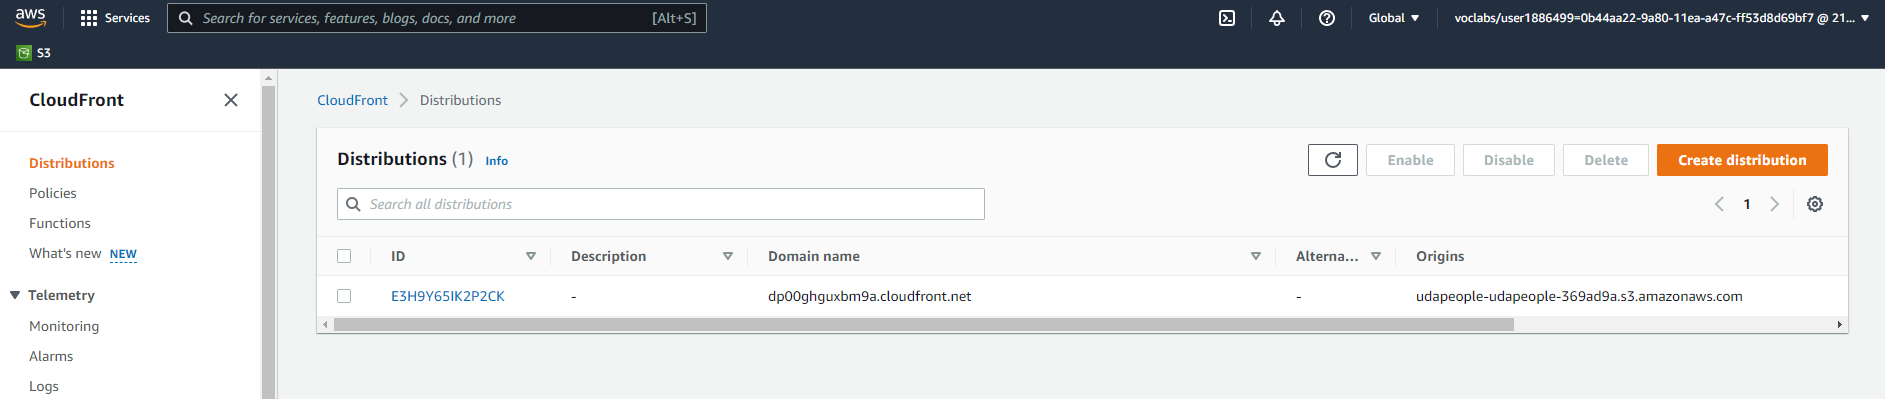 aws Services Search for services, features, blogs, docs, and more [Alt+S] Global voclabs/user1886499=0b44aa22-9a80-11ea-a47c-ff53d8d69bf7 @ 21...
S3
CloudFront
Distributions
Policies
Functions
What's new NEW
Telemetry
Monitoring
Alarms
Logs
CloudFront > Distributions
Distributions (1) Info
Enable Disable Delete Create distribution
Search all distributions
1
ID Description Domain name Alterna... Origins
E3H9Y65IK2P2CK - dp00ghguxbm9a.cloudfront.net - udapeople-udapeople-369ad9a.s3.amazonaws.com